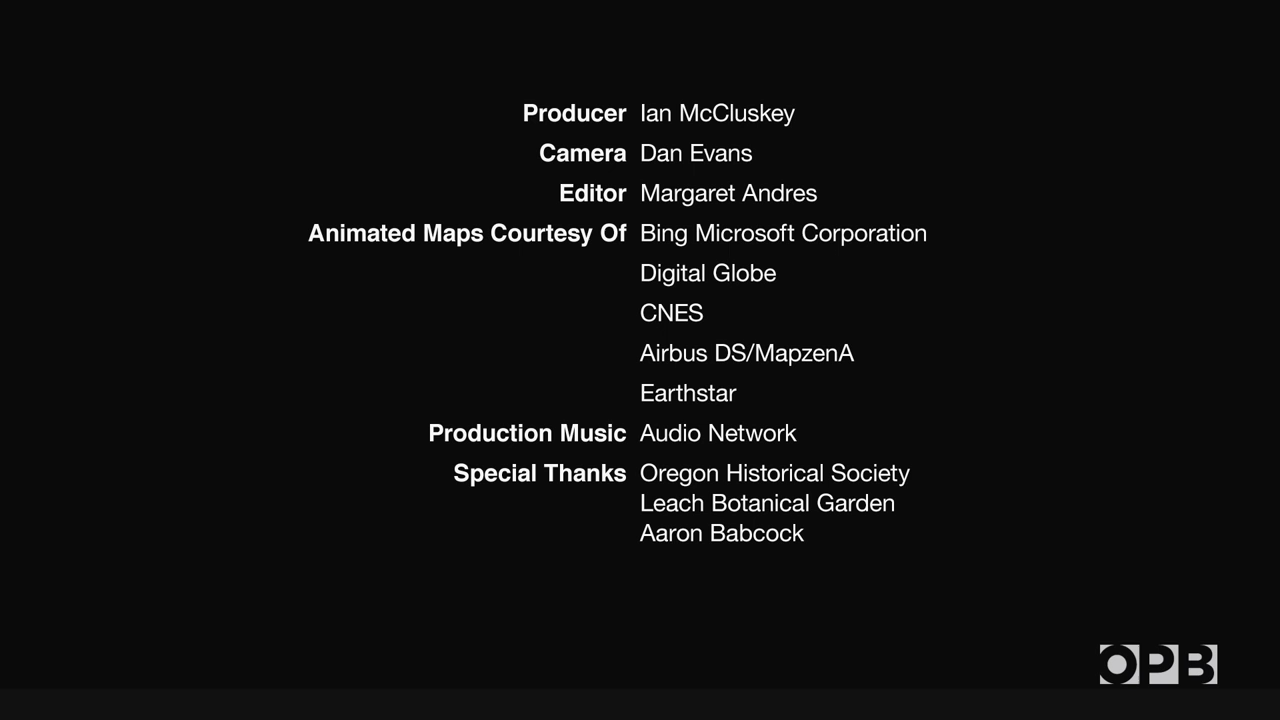 Producer Ian McCluskey
Camera Dan Evans
Editor Margaret Andres
Animated Maps Courtesy Of Bing Microsoft Corporation
Digital Globe
CNES
Airbus DS/MapzenA
Earthstar
Production Music Audio Network
Special Thanks Oregon Historical Society
Leach Botanical Garden
Aaron Babcock
OPB